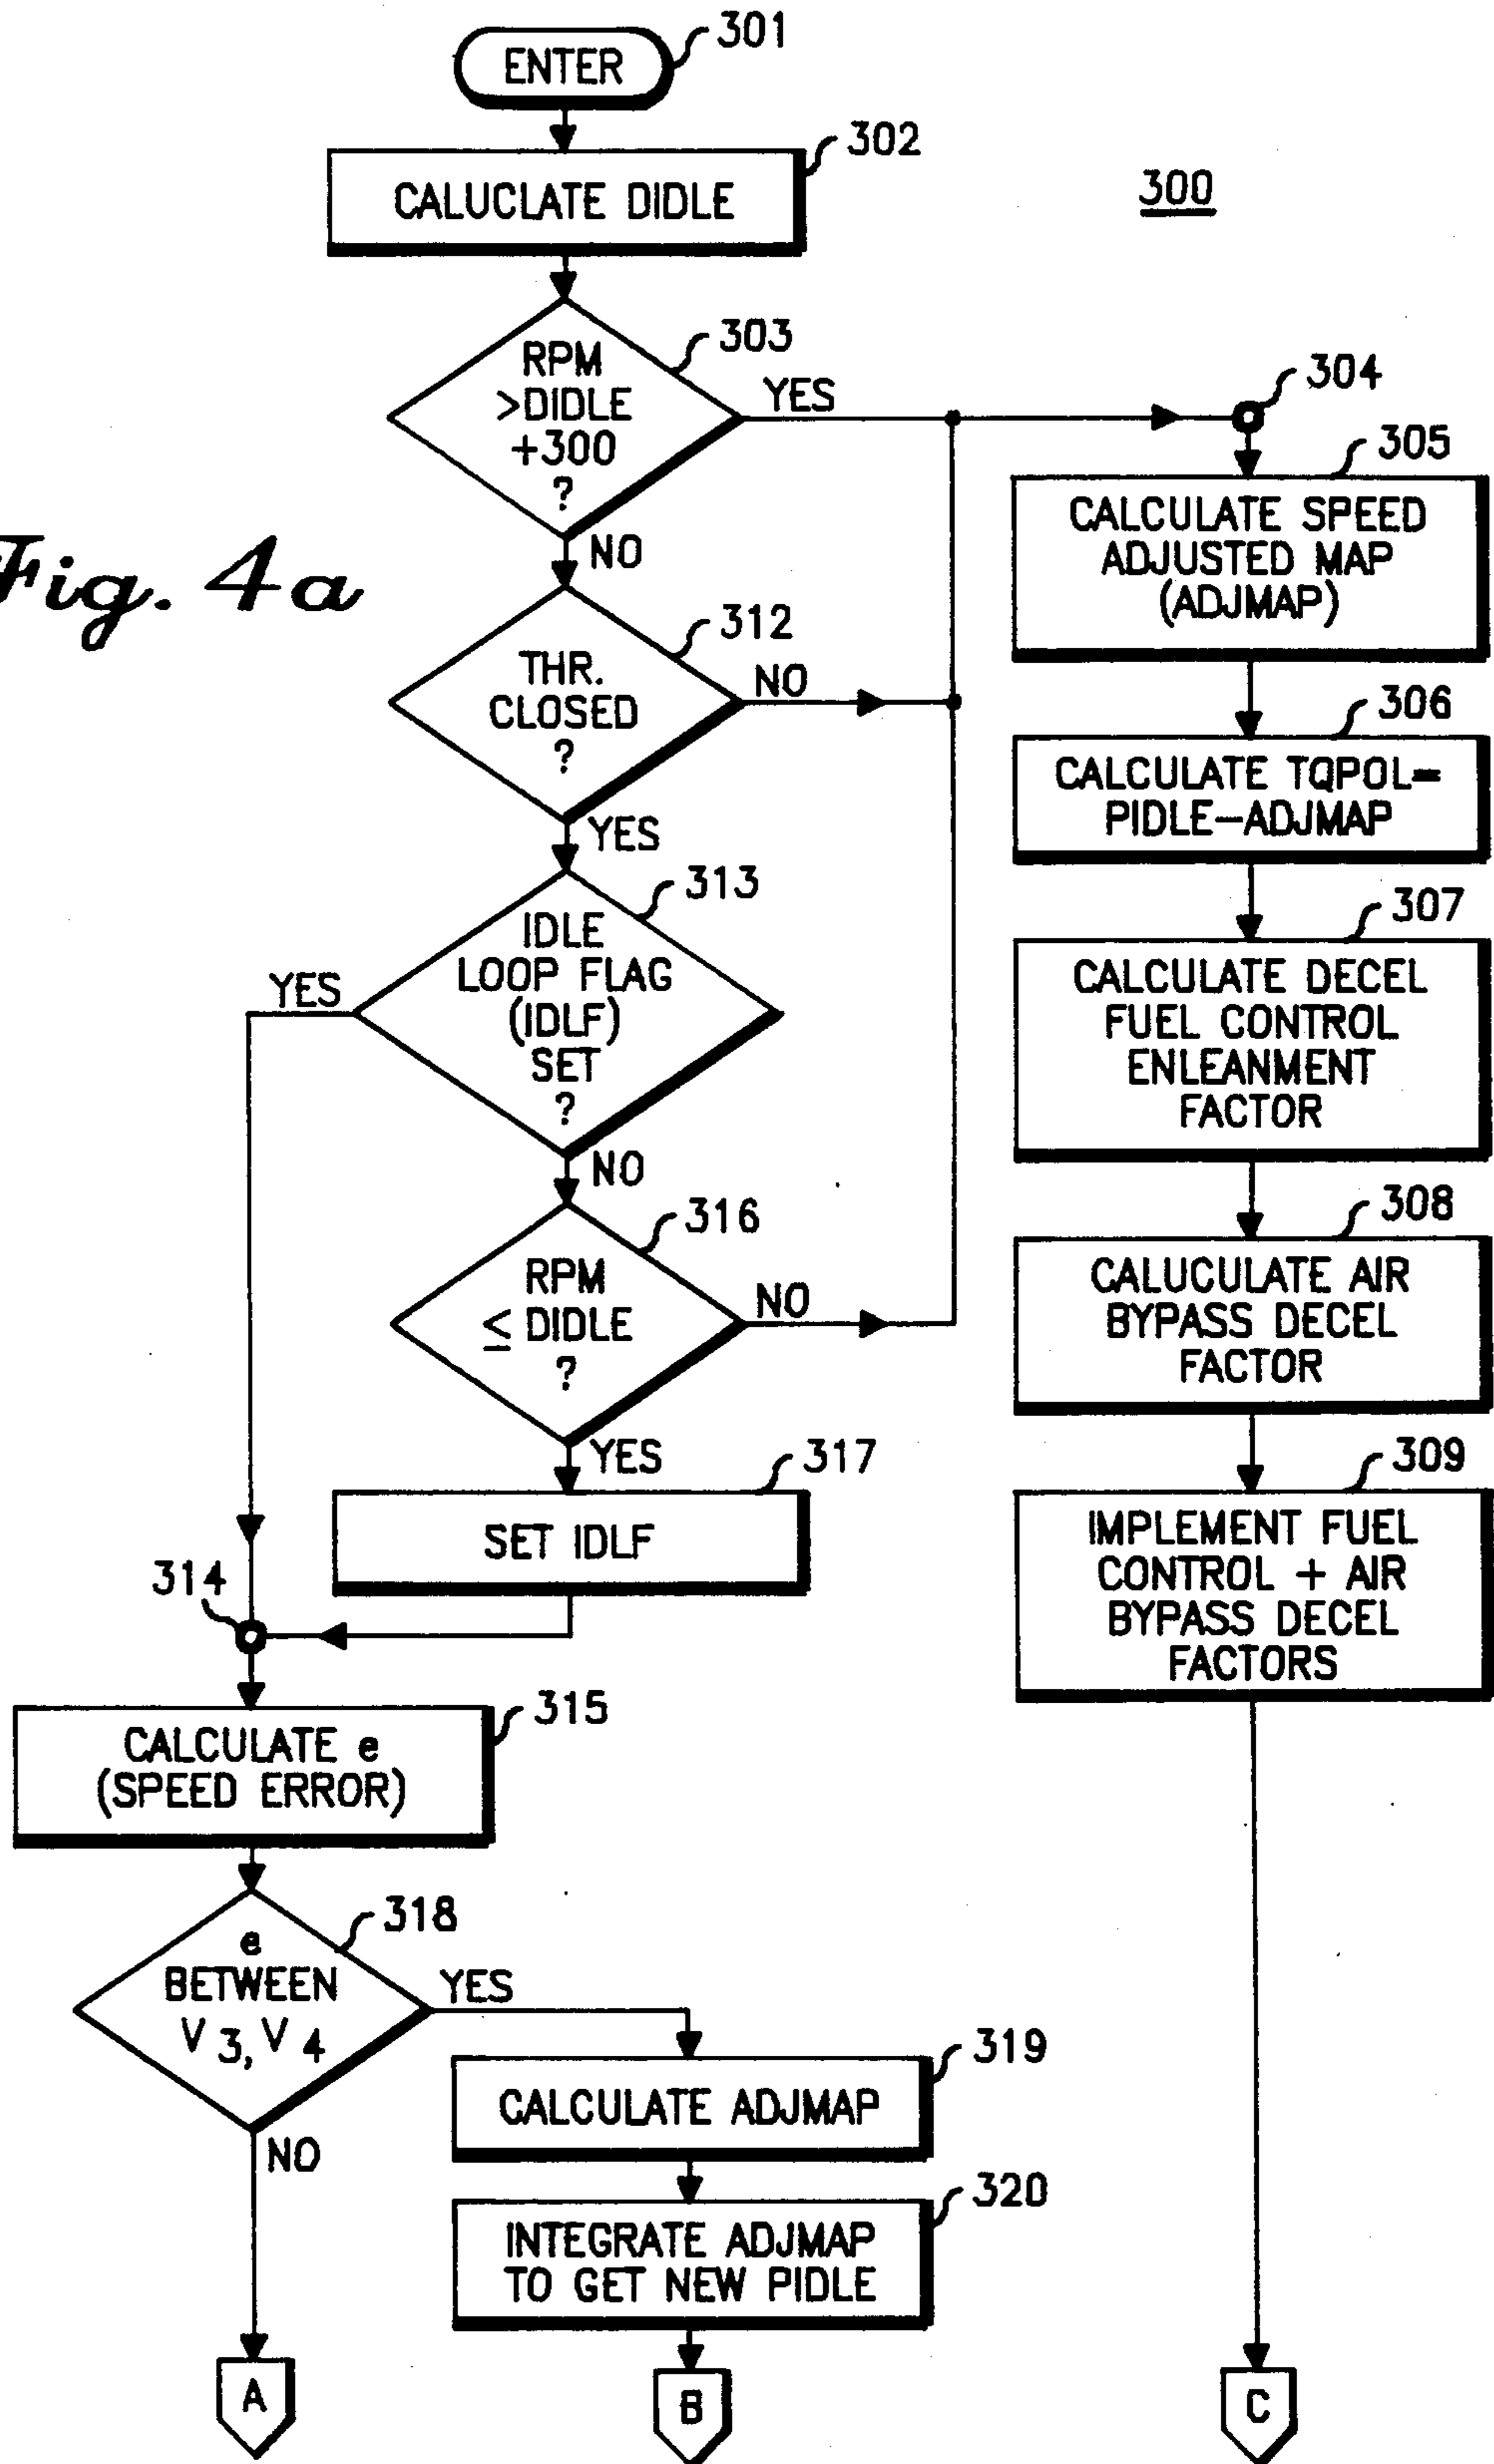 301
ENTER
302
CALUCLATE DIDLE
300
303
RPM
>DIDLE
+300
?
YES
304
NO
305
CALCULATE SPEED
ADJUSTED MAP
(ADJMAP)
Fig. 4a
312
THR.
CLOSED
?
NO
YES
306
CALCULATE TQPOL=
PIDLE-ADJMAP
313
IDLE
LOOP FLAG
(IDLF)
SET
?
YES
NO
307
CALCULATE DECEL
FUEL CONTROL
ENLEANMENT
FACTOR
316
RPM
≤ DIDLE
?
NO
YES
308
CALUCULATE AIR
BYPASS DECEL
FACTOR
317
SET IDLF
309
IMPLEMENT FUEL
CONTROL + AIR
BYPASS DECEL
FACTORS
314
315
CALCULATE e
(SPEED ERROR)
318
e
BETWEEN
V 3, V 4
YES
NO
319
CALCULATE ADJMAP
320
INTEGRATE ADJMAP
TO GET NEW PIDLE
A
B
C